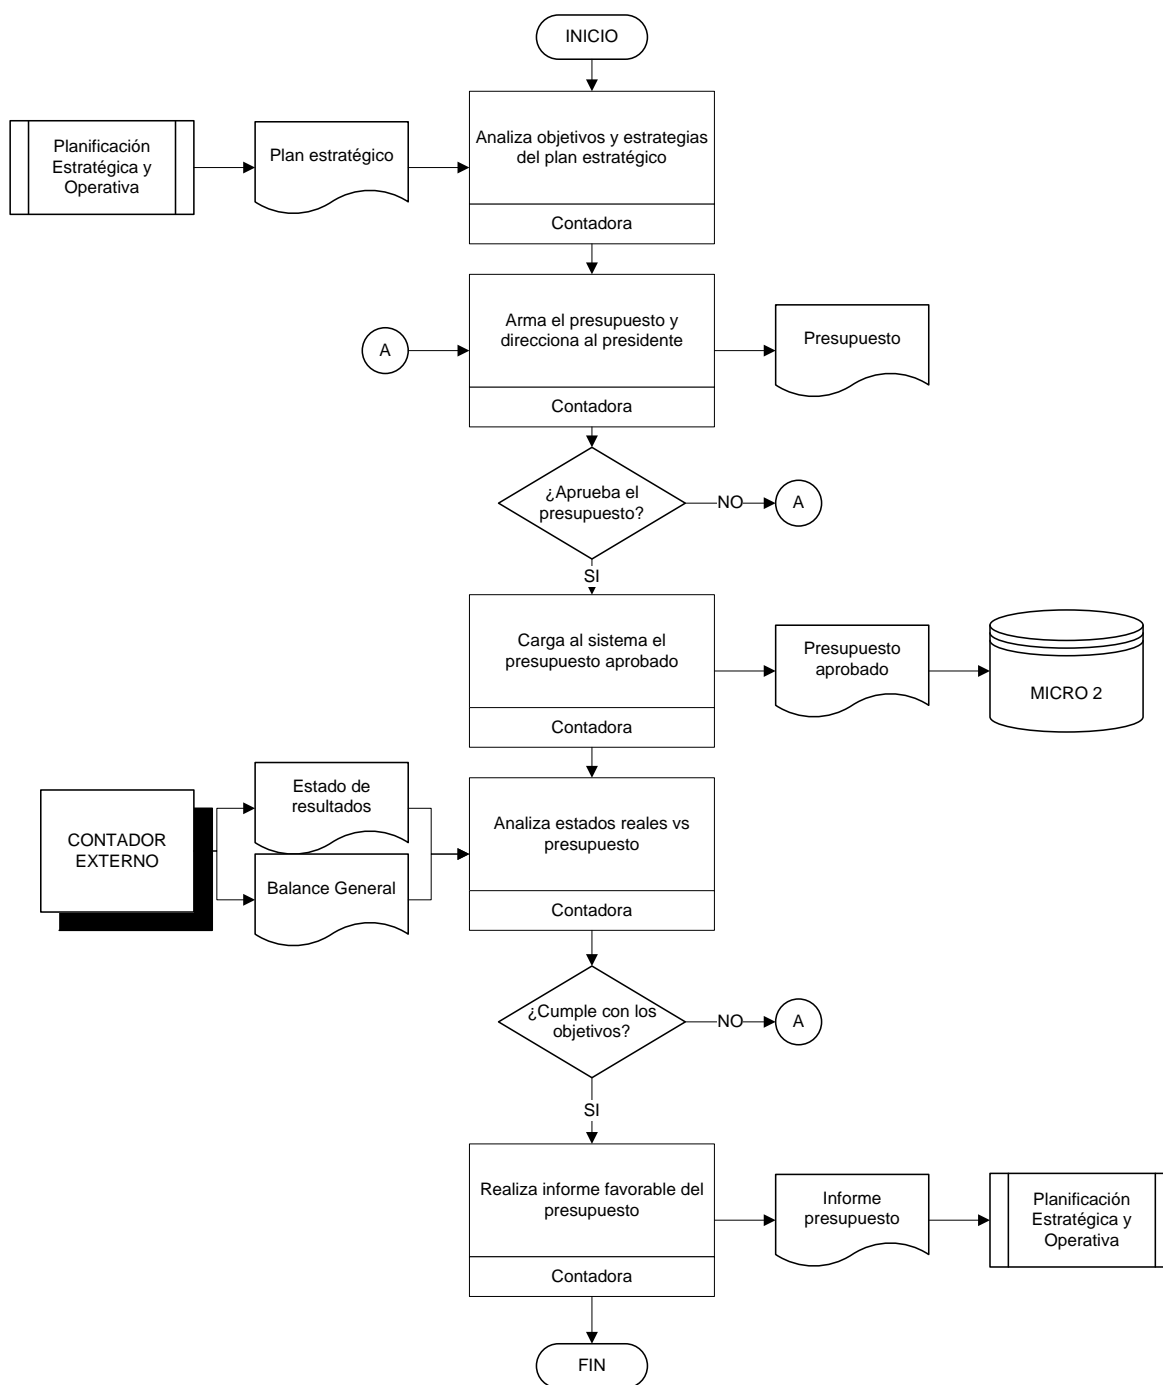 INICIO
Planificación
Estratégica y
Operativa
Plan estratégico
Analiza objetivos y estrategias
del plan estratégico
Contadora
A
Arma el presupuesto y
direcciona al presidente
Contadora
Presupuesto
¿Aprueba el
presupuesto?
NO
A
SI
Carga al sistema el
presupuesto aprobado
Contadora
Presupuesto
aprobado
MICRO 2
CONTADOR
EXTERNO
Estado de
resultados
Balance General
Analiza estados reales vs
presupuesto
Contadora
¿Cumple con los
objetivos?
NO
A
SI
Realiza informe favorable del
presupuesto
Contadora
Informe
presupuesto
Planificación
Estratégica y
Operativa
FIN